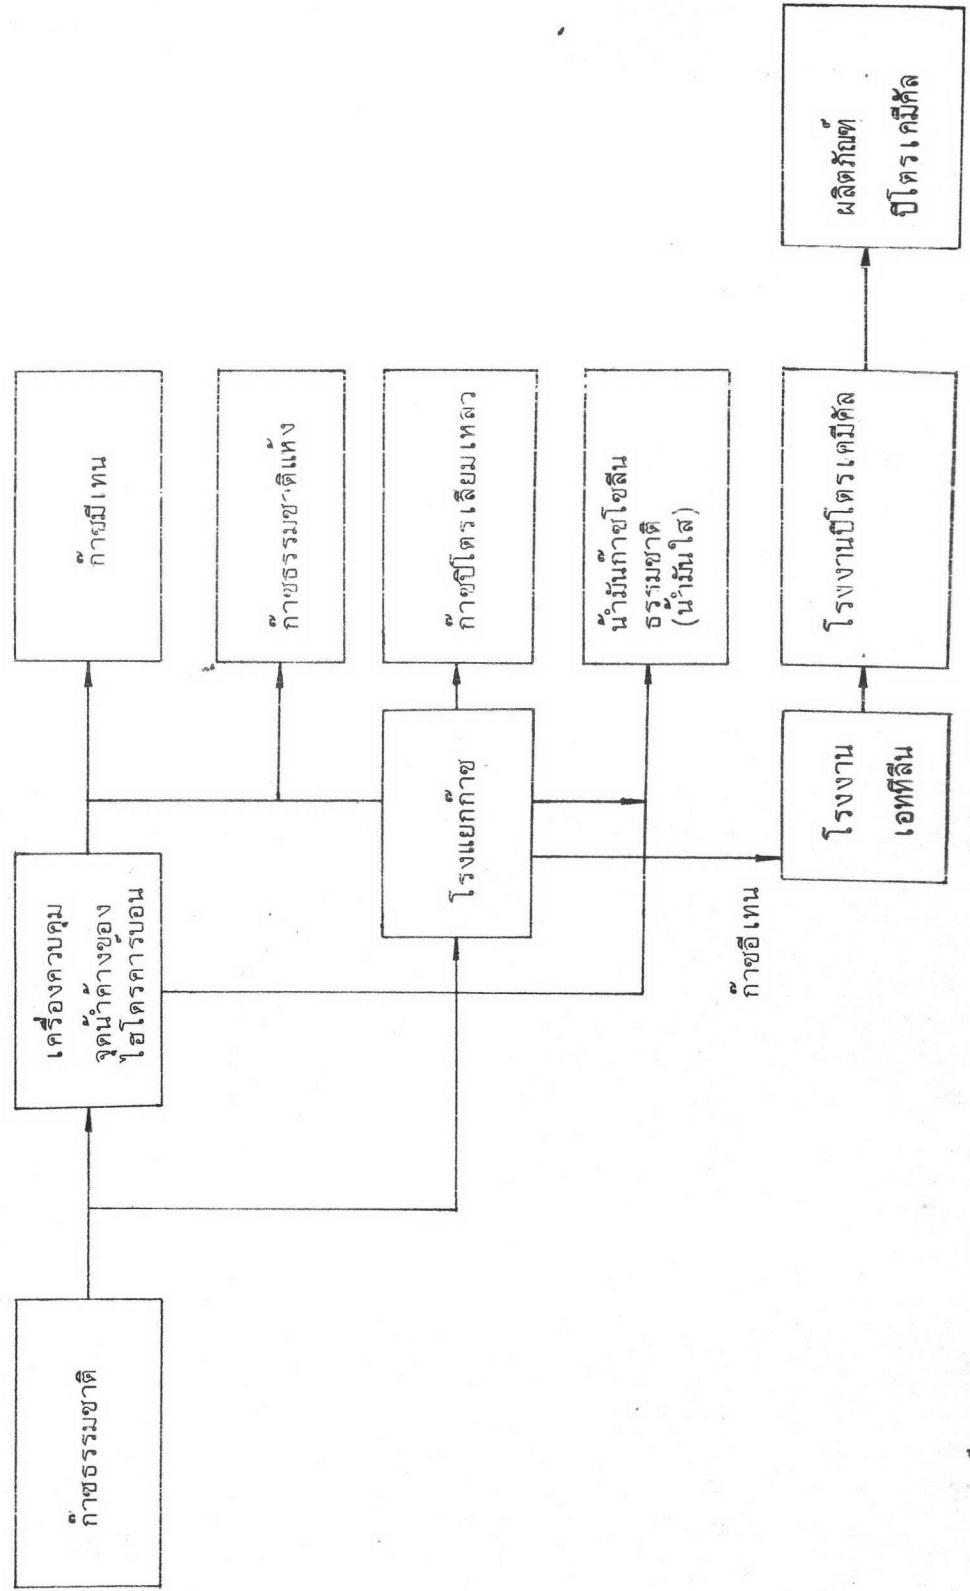 ก๊าซธรรมชาติ
เครื่องควบคุม
จุดน้ำค้างของ
ไฮโดรคารบอน
ก๊าซมีเทน
ก๊าซธรรมชาติแห้ง
โรงแยกก๊าซ
ก๊าซปิโตรเลียมเหลว
น้ำมันก๊าซโซลีน
ธรรมชาติ
(น้ำมันใส)
ก๊าซอีเทน
โรงงาน
เอททีลีน
โรงงานปิโตรเคมีคัล
ผลิตภัณฑ์
ปิโตรเคมีคัล